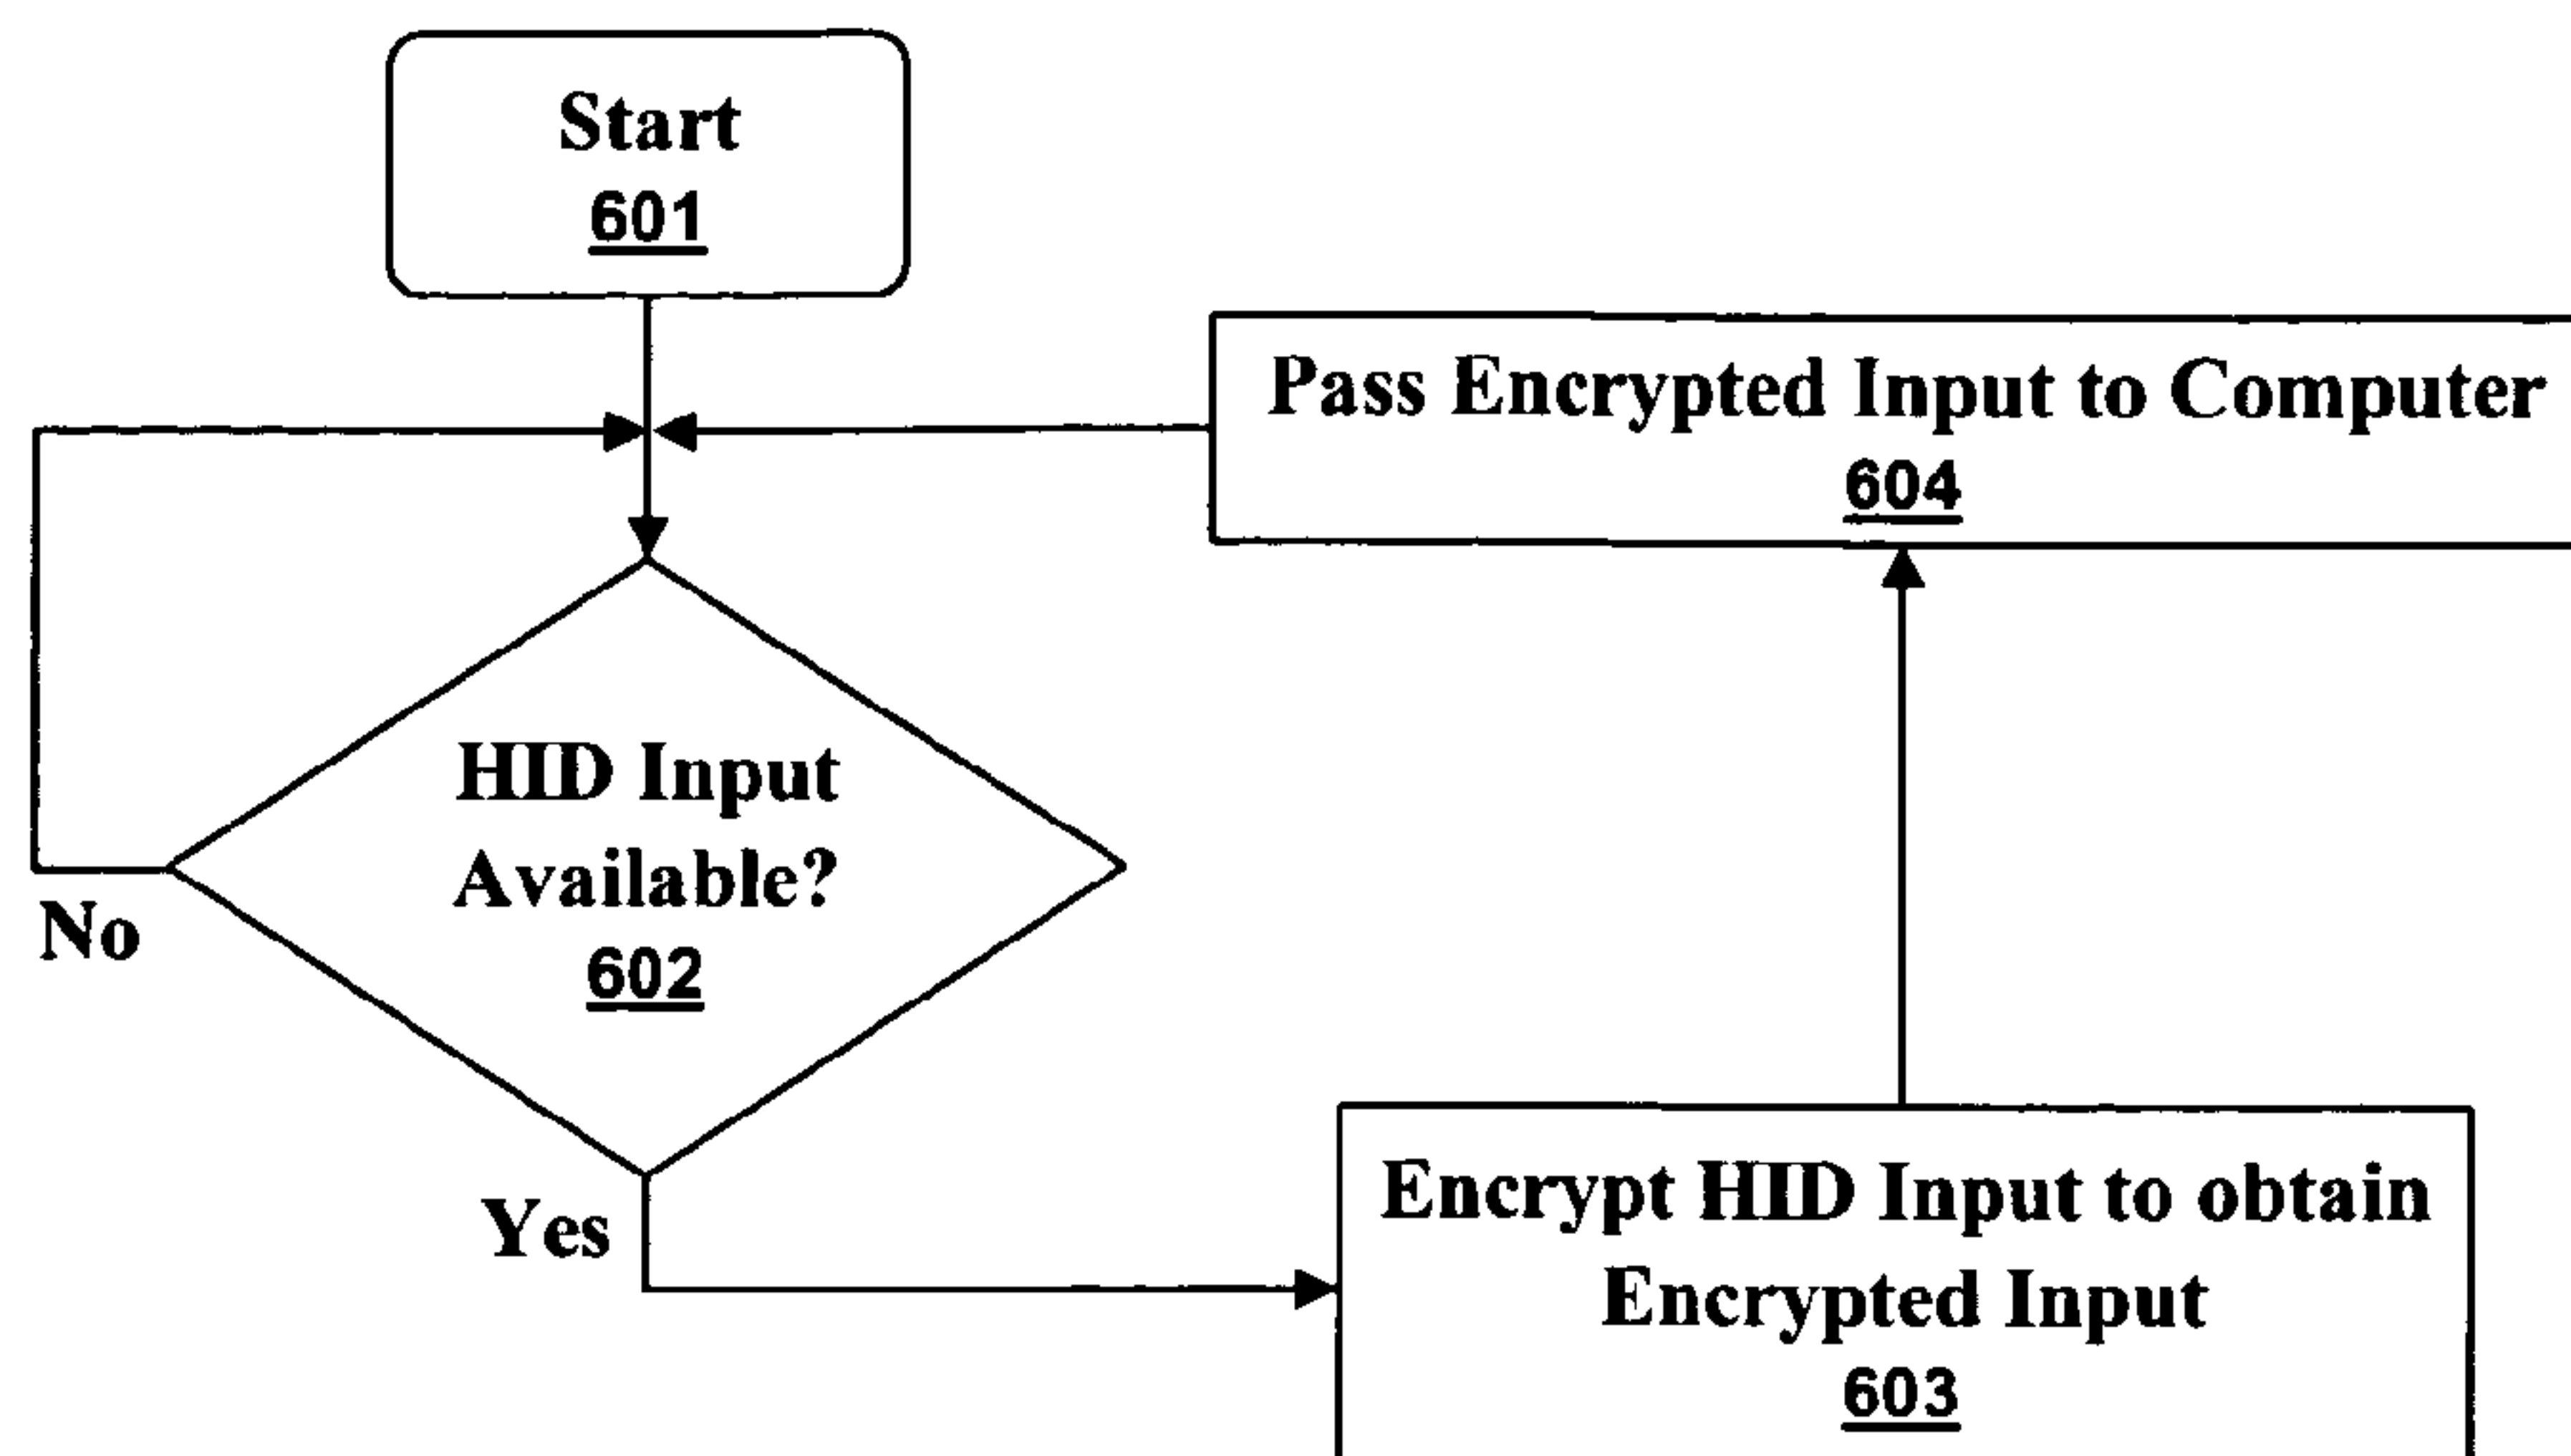 Start
601
Pass Encrypted Input to Computer
604
HID Input
Available?
602
No
Yes
Encrypt HID Input to obtain
Encrypted Input
603